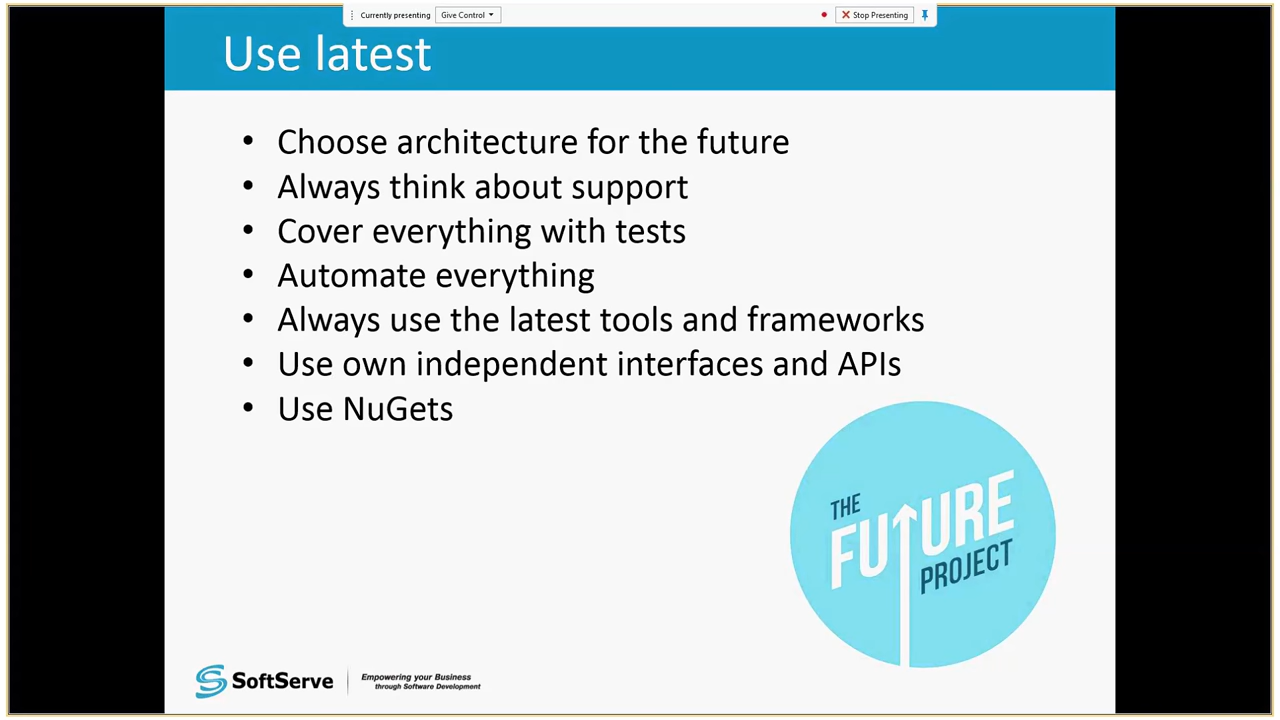 Currently presenting Give Control Stop Presenting
Use latest
• Choose architecture for the future
• Always think about support
• Cover everything with tests
• Automate everything
• Always use the latest tools and frameworks
• Use own independent interfaces and APIs
• Use NuGets
THE
FUTURE
PROJECT
SoftServe
Empowering your Business
through Software Development